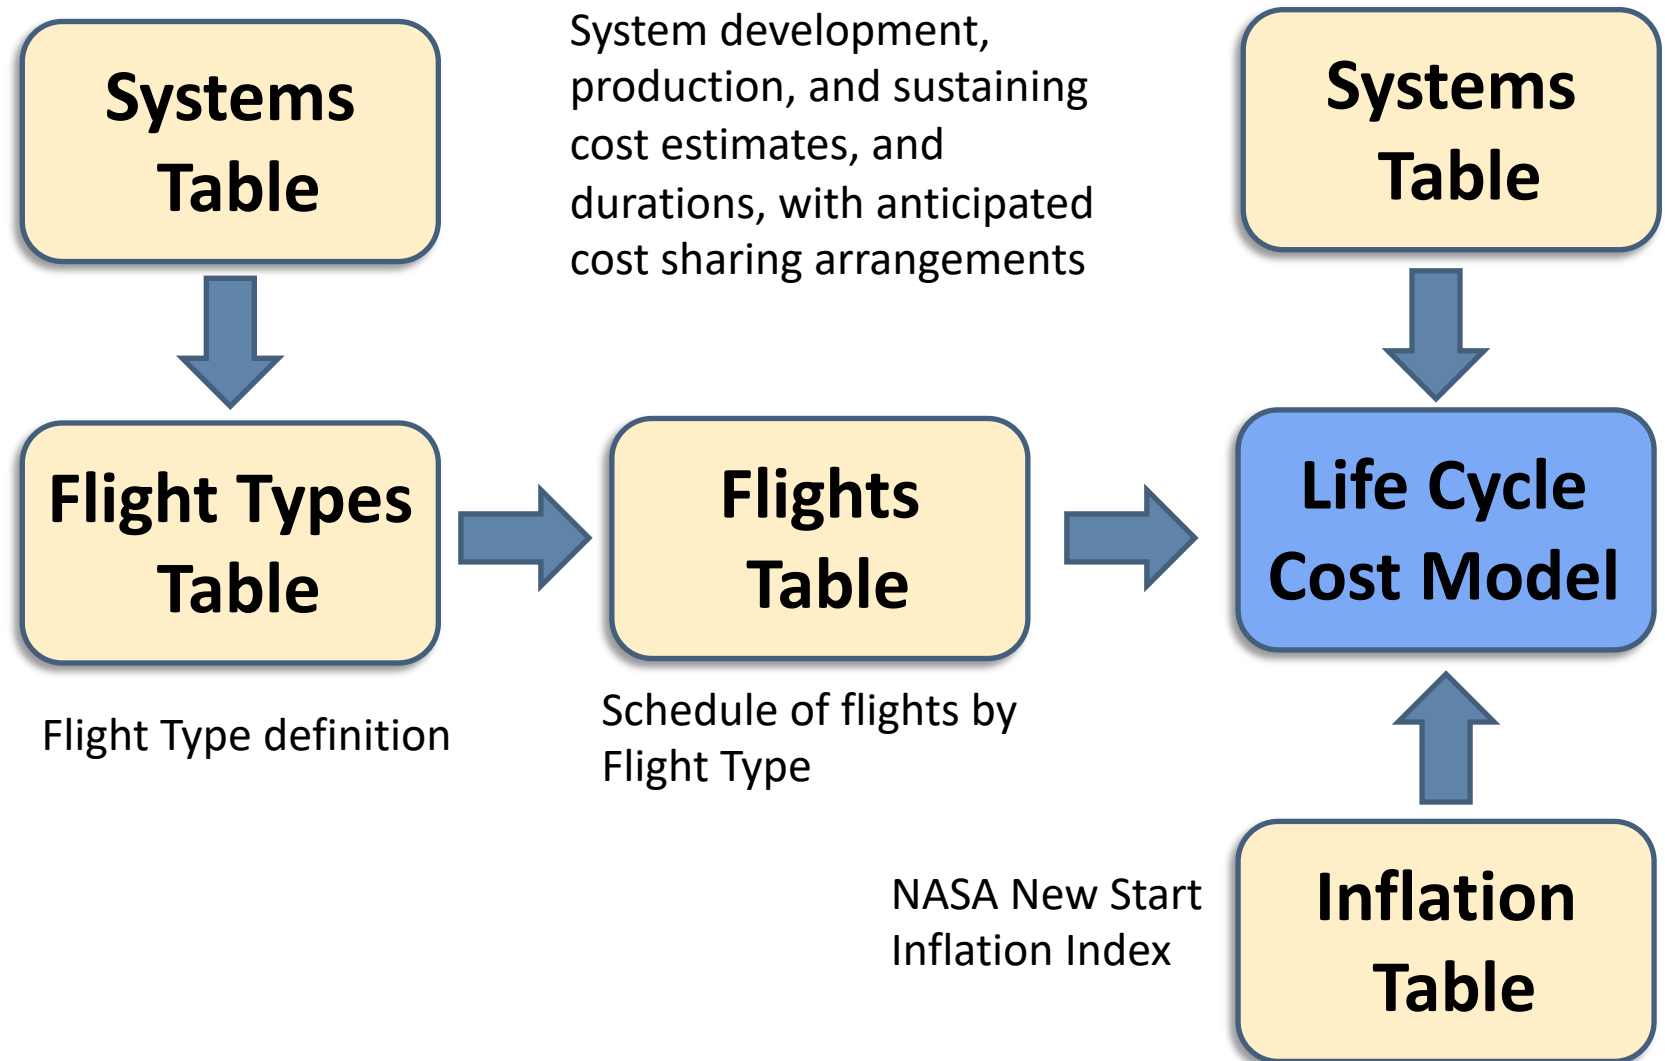 Systems
Table
System development,
production, and sustaining
cost estimates, and
durations, with anticipated
cost sharing arrangements
Systems
Table
Flight Types
Table
Flight Type definition
Flights
Table
Schedule of flights by
Flight Type
Life Cycle
Cost Model
NASA New Start
Inflation Index
Inflation
Table